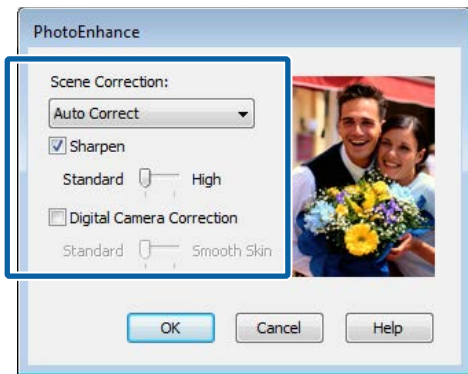 PhotoEnhance
Scene Correction:
Auto Correct
Sharpen
Standard High
Digital Camera Correction
Standard Smooth Skin
OK Cancel Help